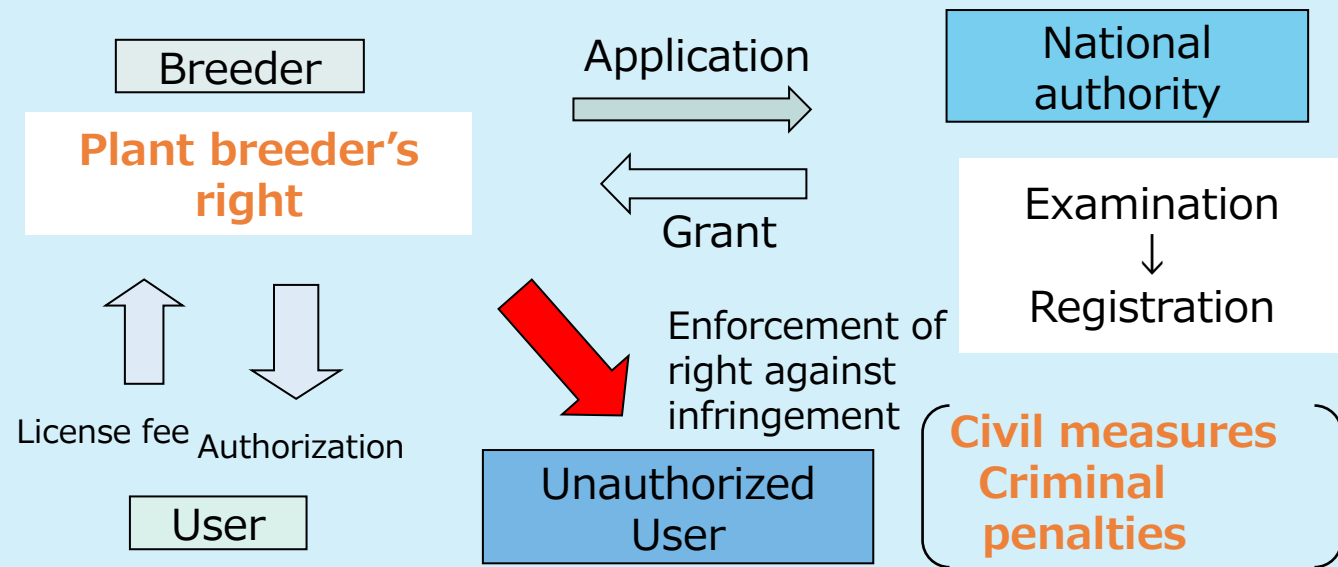 Breeder
Plant breeder’s
right
Application
Grant
National
authority
Examination
↓
Registration
License fee
Authorization
User
Enforcement of
right against
infringement
Unauthorized
User
Civil measures
Criminal
penalties